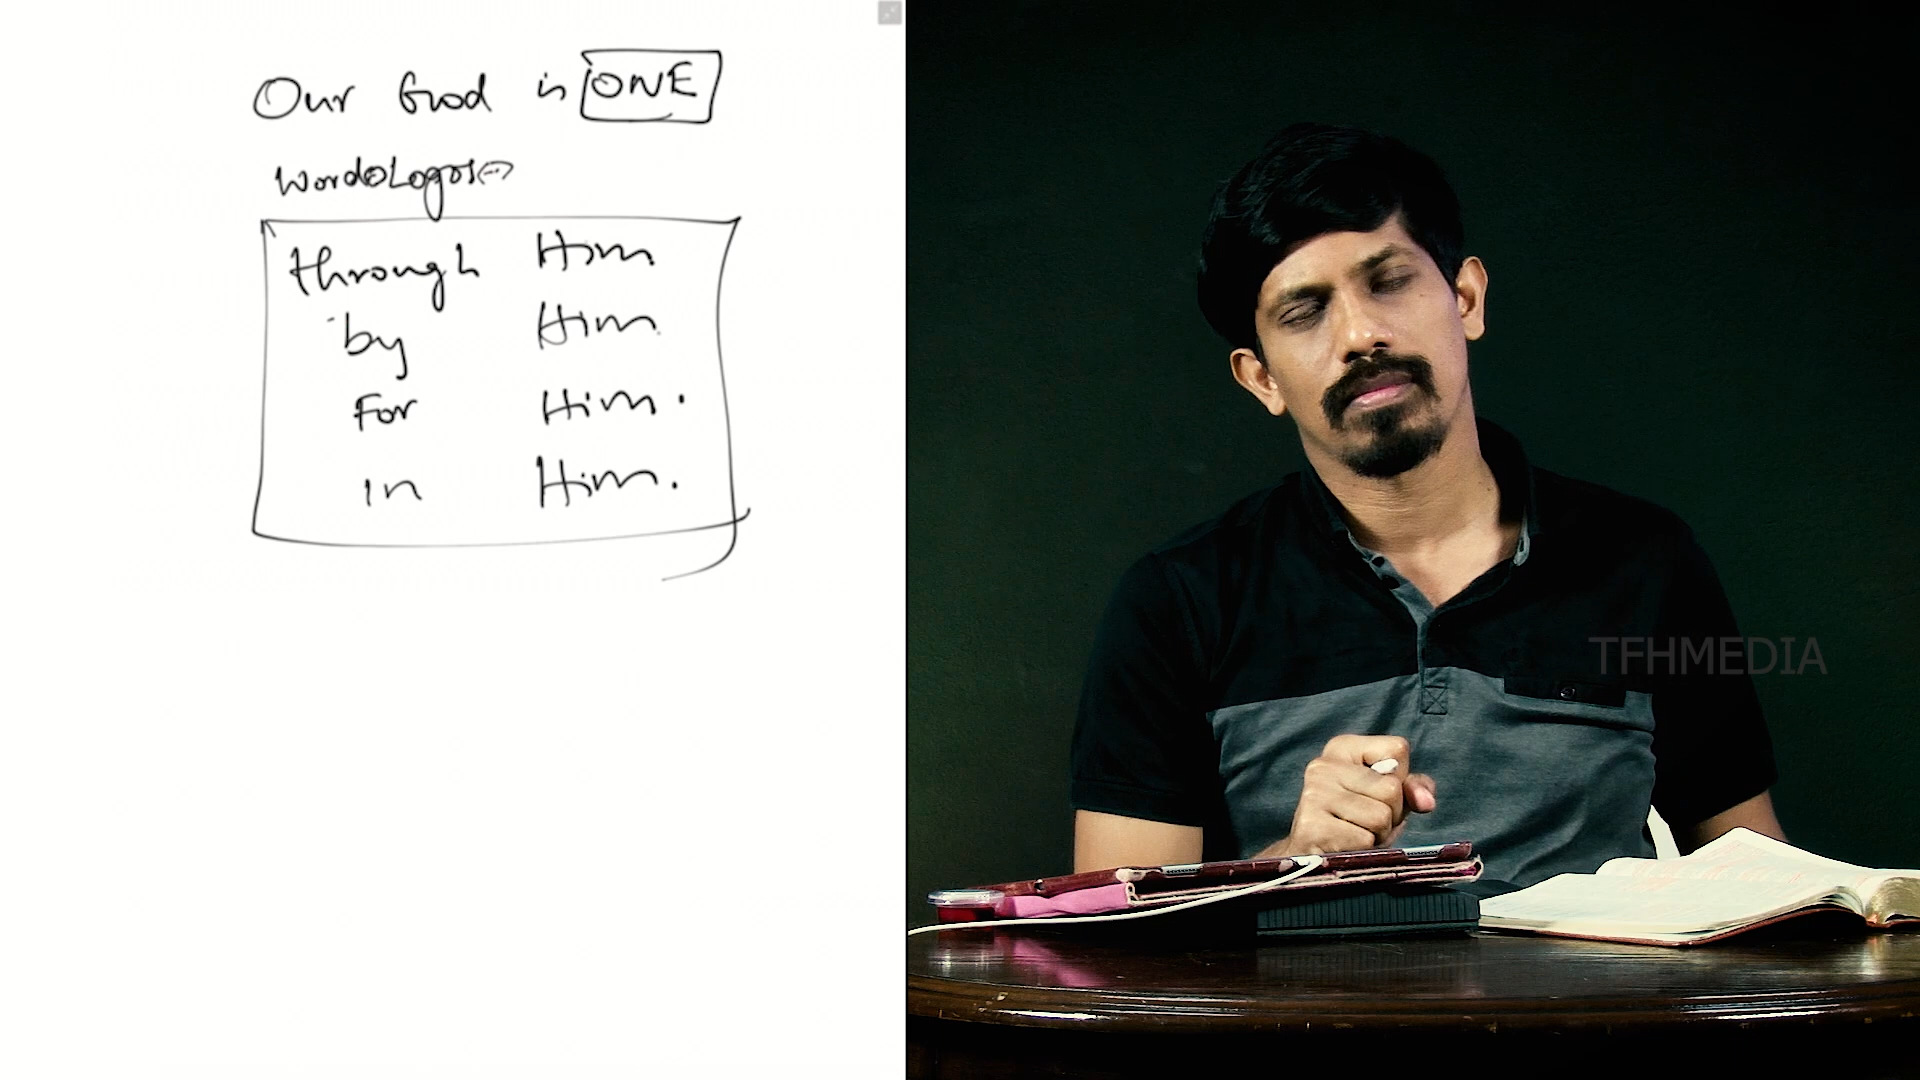 Our God is ONE
Word Logos
through Him
by Him
For Him.
in Him.
TFHMEDIA